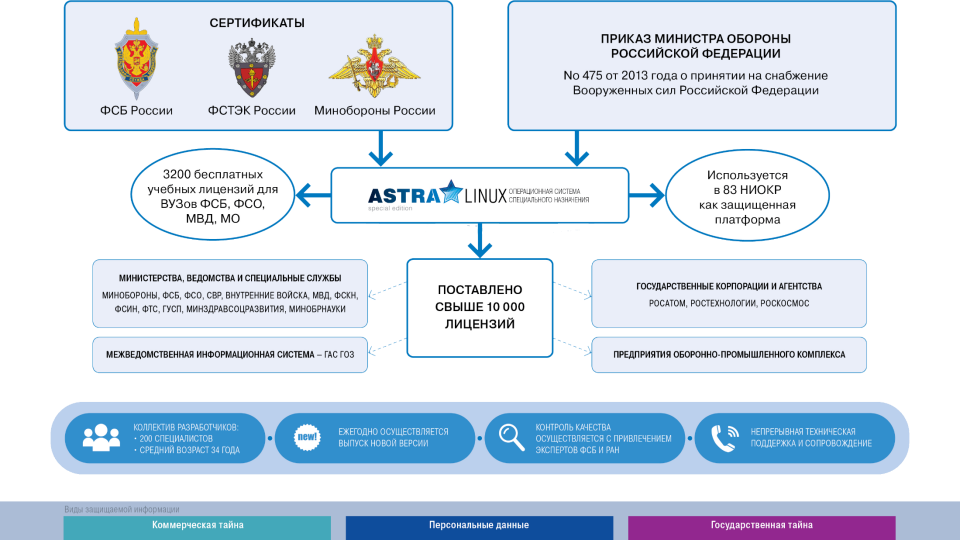 СЕРТИФИКАТЫ
ФСБ России
ФСТЭК России
Минобороны России
ПРИКАЗ МИНИСТРА ОБОРОНЫ
РОССИЙСКОЙ ФЕДЕРАЦИИ
No 475 от 2013 года о принятии на снабжение
Вооруженных сил Российской Федерации
3200 бесплатных
учебных лицензий для
ВУЗов ФСБ, ФСО,
МВД, МО
ASTRA LINUX
special edition
ОПЕРАЦИОННАЯ СИСТЕМА
СПЕЦИАЛЬНОГО НАЗНАЧЕНИЯ
Используется
в 83 НИОКР
как защищенная
платформа
МИНИСТЕРСТВА, ВЕДОМСТВА И СПЕЦИАЛЬНЫЕ СЛУЖБЫ
МИНОБОРОНЫ, ФСБ, ФСО, СВР, ВНУТРЕННИЕ ВОЙСКА, МВД, ФСКН,
ФСИН, ФТС, ГУСП, МИНЗДРАВСОЦРАЗВИТИЯ, МИНОБРНАУКИ
МЕЖВЕДОМСТВЕННАЯ ИНФОРМАЦИОННАЯ СИСТЕМА – ГАС ГОЗ
ПОСТАВЛЕНО
СВЫШЕ 10 000
ЛИЦЕНЗИЙ
ГОСУДАРСТВЕННЫЕ КОРПОРАЦИИ И АГЕНТСТВА
РОСАТОМ, РОСТЕХНОЛОГИИ, РОСКОСМОС
ПРЕДПРИЯТИЯ ОБОРОННО-ПРОМЫШЛЕННОГО КОМПЛЕКСА
КОЛЛЕКТИВ РАЗРАБОТЧИКОВ:
• 200 СПЕЦИАЛИСТОВ
• СРЕДНИЙ ВОЗРАСТ 34 ГОДА
new!
ЕЖЕГОДНО ОСУЩЕСТВЛЯЕТСЯ
ВЫПУСК НОВОЙ ВЕРСИИ
КОНТРОЛЬ КАЧЕСТВА
ОСУЩЕСТВЛЯЕТСЯ С ПРИВЛЕЧЕНИЕМ
ЭКСПЕРТОВ ФСБ И РАН
НЕПРЕРЫВНАЯ ТЕХНИЧЕСКАЯ
ПОДДЕРЖКА И СОПРОВОЖДЕНИЕ
Виды защищаемой информации
Коммерческая тайна
Персональные данные
Государственная тайна